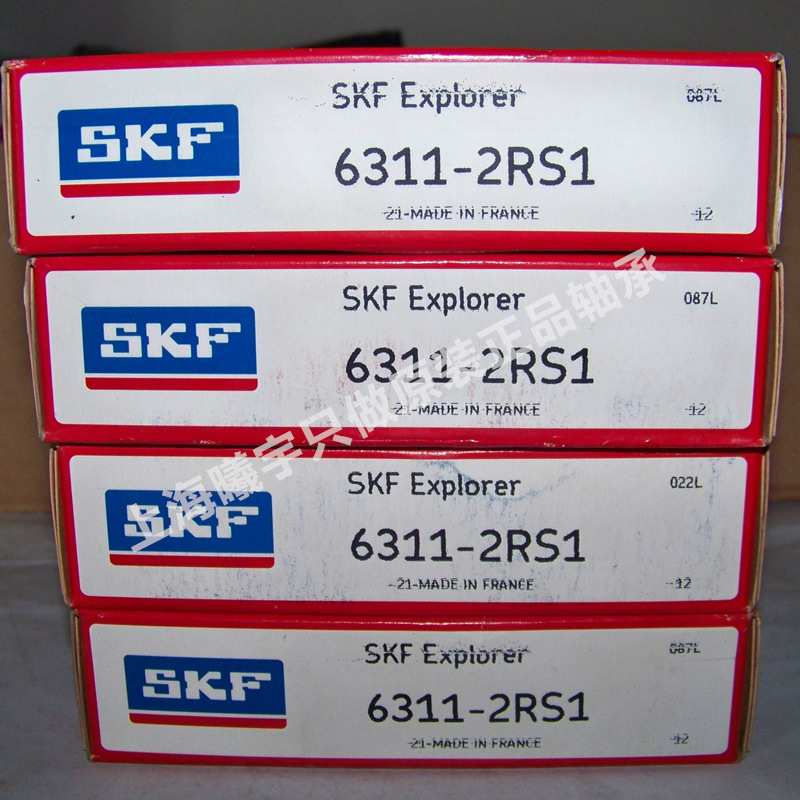 SKF
SKF Explorer
087L
6311-2RS1
21-MADE IN FRANCE
12
SKF
SKF Explorer
087L
6311-2RS1
21-MADE IN FRANCE
12
SKF
SKF Explorer
022L
6311-2RS1
21-MADE IN FRANCE
12
SKF
SKF Explorer
087L
6311-2RS1
21-MADE IN FRANCE
12
上海曦宇只做原装正品轴承